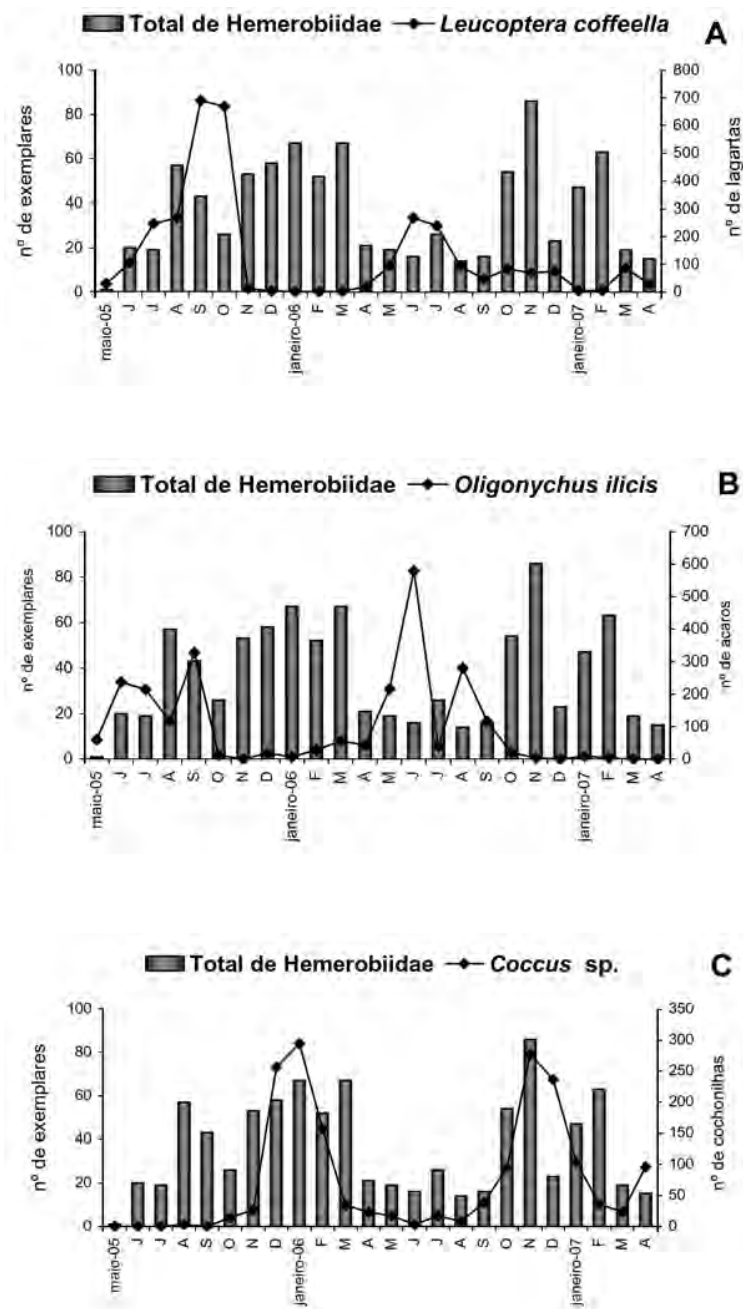 Total de Hemerobiidae Leucoptera coffeella
A
nº de exemplares
100
80
60
40
20
0
800
700
600
500
400
300
200
100
0
nº de lagartas
maio-05 J J A S O N D janeiro-06 F M A M J J A S O N D janeiro-07 F M A
Total de Hemerobiidae Oligonychus ilicis
B
nº de exemplares
100
80
60
40
20
0
700
600
500
400
300
200
100
0
nº de ácaros
maio-05 J J A S O N D janeiro-06 F M A M J J A S O N D janeiro-07 F M A
Total de Hemerobiidae Coccus sp.
C
nº de exemplares
100
80
60
40
20
0
350
300
250
200
150
100
50
0
nº de cochonilhas
maio-05 J J A S O N D janeiro-06 F M A M J J A S O N D janeiro-07 F M A